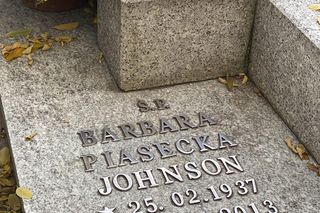 Ś.P.
BARBARA
PIASECKA
JOHNSON
★ 25. 02. 1937
2013